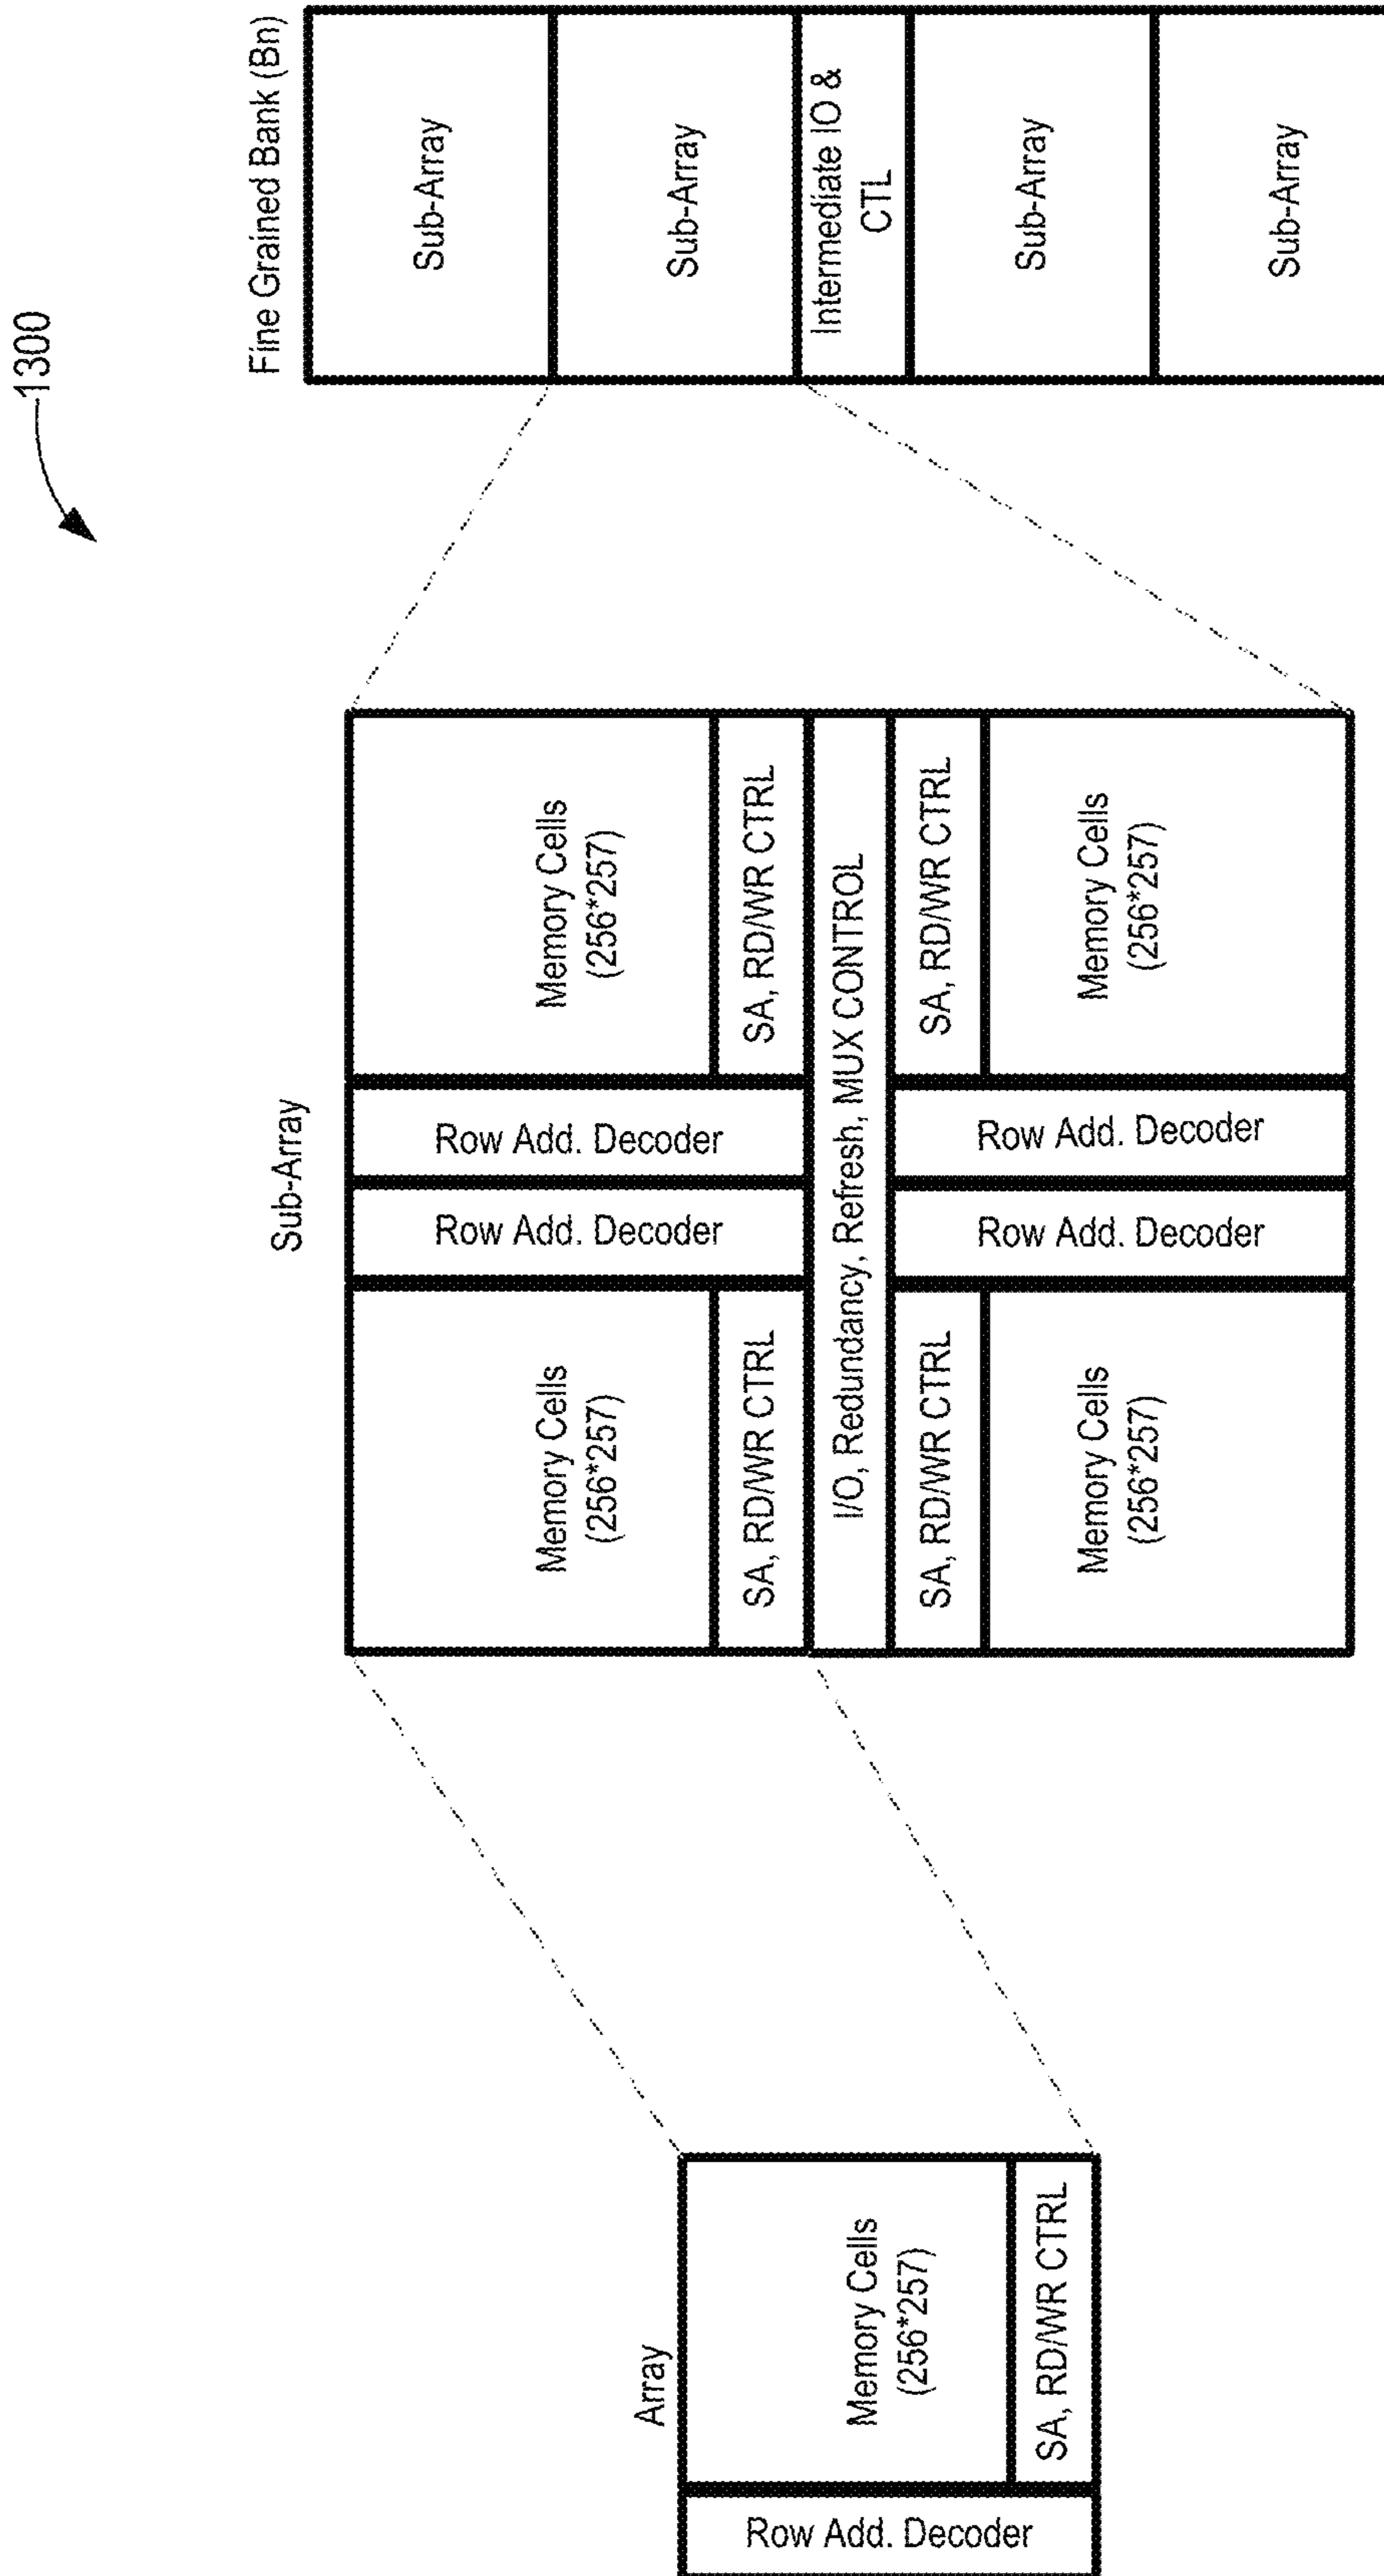 1300
Array
Row Add. Decoder
Memory Cells
(256*257)
SA, RD/WR CTRL
Sub-Array
Memory Cells
(256*257)
SA, RD/WR CTRL
Row Add. Decoder
Row Add. Decoder
Memory Cells
(256*257)
SA, RD/WR CTRL
I/O, Redundancy, Refresh, MUX CONTROL
SA, RD/WR CTRL
Memory Cells
(256*257)
Row Add. Decoder
Row Add. Decoder
SA, RD/WR CTRL
Memory Cells
(256*257)
Fine Grained Bank (Bn)
Sub-Array
Sub-Array
Intermediate IO &
CTL
Sub-Array
Sub-Array